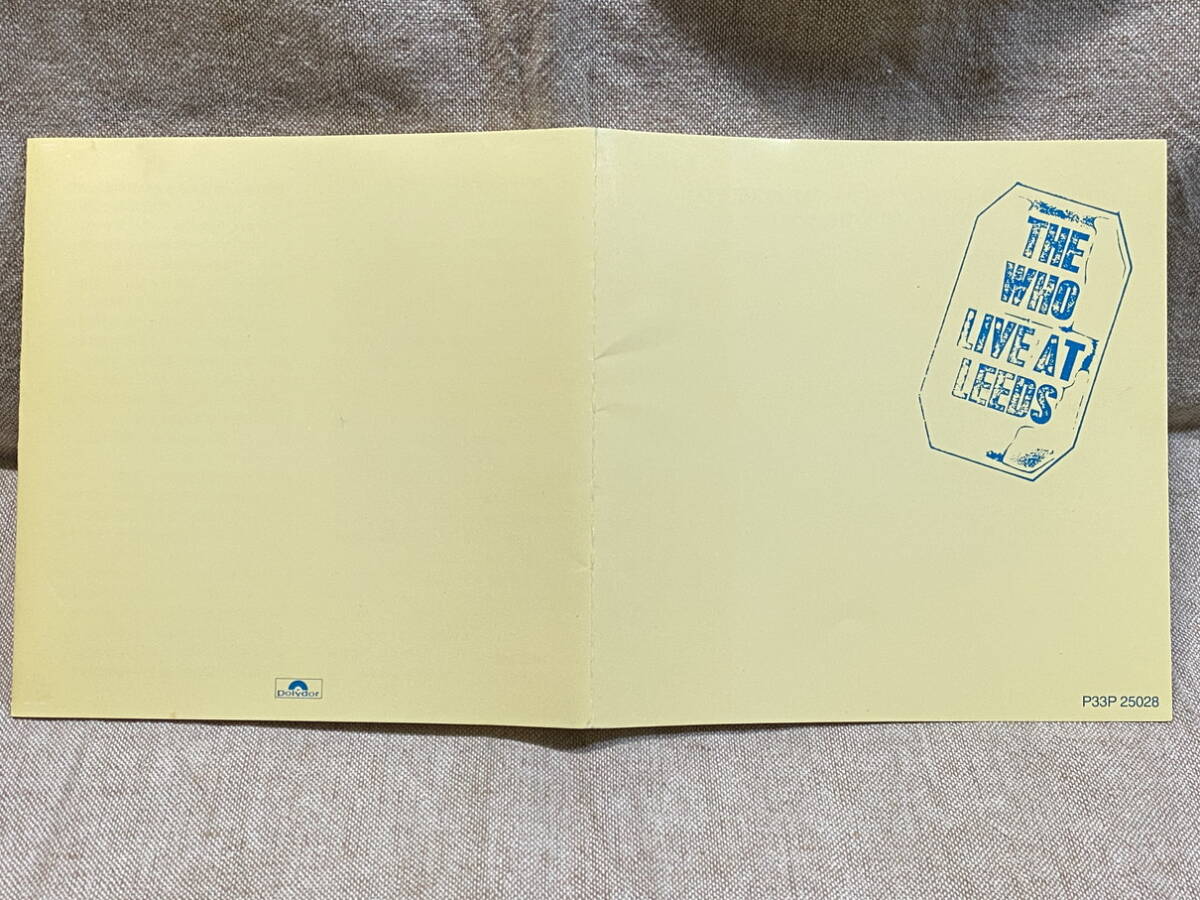 THE
WHO
LIVE AT
LEEDS
polydor
P33P 25028